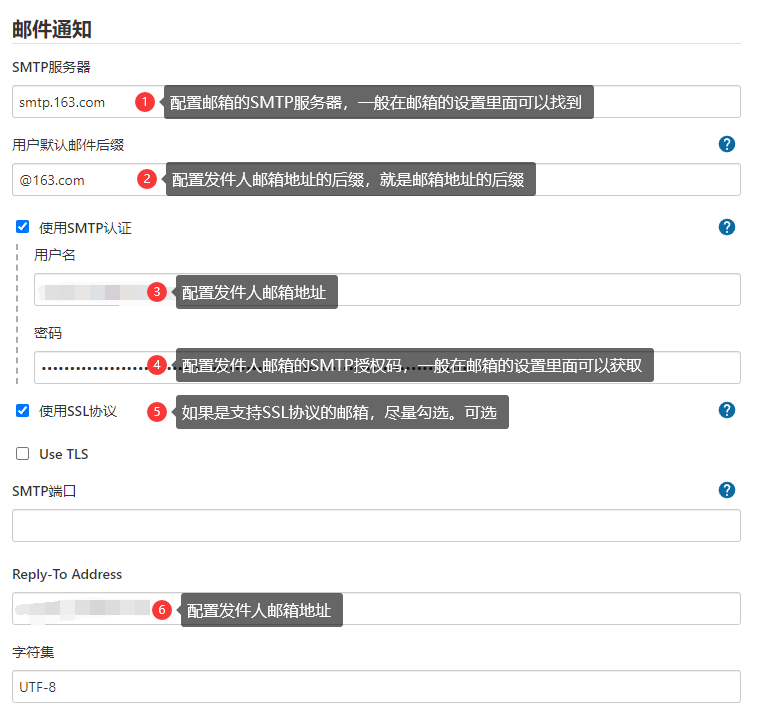 邮件通知
SMTP服务器
smtp.163.com 1 配置邮箱的SMTP服务器，一般在邮箱的设置里面可以找到
用户默认邮件后缀 ?
@163.com 2 配置发件人邮箱地址的后缀，就是邮箱地址的后缀
使用SMTP认证 ?
用户名
3 配置发件人邮箱地址
密码
4 配置发件人邮箱的SMTP授权码，一般在邮箱的设置里面可以获取
使用SSL协议 5 如果是支持SSL协议的邮箱，尽量勾选。可选 ?
Use TLS
SMTP端口 ?
Reply-To Address
6 配置发件人邮箱地址
字符集
UTF-8